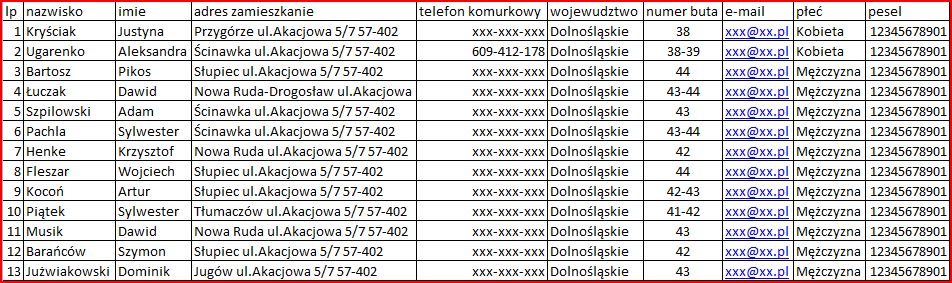 lp nazwisko imie adres zamieszkanie telefon komurkowy wojewudztwo numer buta e-mail płeć pesel
1 Kryściak Justyna Przygórze ul.Akacjowa 5/7 57-402 xxx-xxx-xxx Dolnośląskie 38 xxx@xx.pl Kobieta 12345678901
2 Ugarenko Aleksandra Ścinawka ul.Akacjowa 5/7 57-402 609-412-178 Dolnośląskie 38-39 xxx@xx.pl Kobieta 12345678901
3 Bartosz Pikos Słupiec ul.Akacjowa 5/7 57-402 xxx-xxx-xxx Dolnośląskie 44 xxx@xx.pl Mężczyzna 12345678901
4 Łuczak Dawid Nowa Ruda-Drogosław ul.Akacjowa xxx-xxx-xxx Dolnośląskie 43-44 xxx@xx.pl Mężczyzna 12345678901
5 Szpilowski Adam Ścinawka ul.Akacjowa 5/7 57-402 xxx-xxx-xxx Dolnośląskie 43 xxx@xx.pl Mężczyzna 12345678901
6 Pachla Sylwester Ścinawka ul.Akacjowa 5/7 57-402 xxx-xxx-xxx Dolnośląskie 43-44 xxx@xx.pl Mężczyzna 12345678901
7 Henke Krzysztof Nowa Ruda ul.Akacjowa 5/7 57-402 xxx-xxx-xxx Dolnośląskie 42 xxx@xx.pl Mężczyzna 12345678901
8 Fleszar Wojciech Słupiec ul.Akacjowa 5/7 57-402 xxx-xxx-xxx Dolnośląskie 44 xxx@xx.pl Mężczyzna 12345678901
9 Kocoń Artur Słupiec ul.Akacjowa 5/7 57-402 xxx-xxx-xxx Dolnośląskie 42-43 xxx@xx.pl Mężczyzna 12345678901
10 Piątek Sylwester Tłumaczów ul.Akacjowa 5/7 57-402 xxx-xxx-xxx Dolnośląskie 41-42 xxx@xx.pl Mężczyzna 12345678901
11 Musik Dawid Nowa Ruda ul.Akacjowa 5/7 57-402 xxx-xxx-xxx Dolnośląskie 43 xxx@xx.pl Mężczyzna 12345678901
12 Barańców Szymon Słupiec ul.Akacjowa 5/7 57-402 xxx-xxx-xxx Dolnośląskie 42 xxx@xx.pl Mężczyzna 12345678901
13 Juźwiakowski Dominik Jugów ul.Akacjowa 5/7 57-402 xxx-xxx-xxx Dolnośląskie 43 xxx@xx.pl Mężczyzna 12345678901